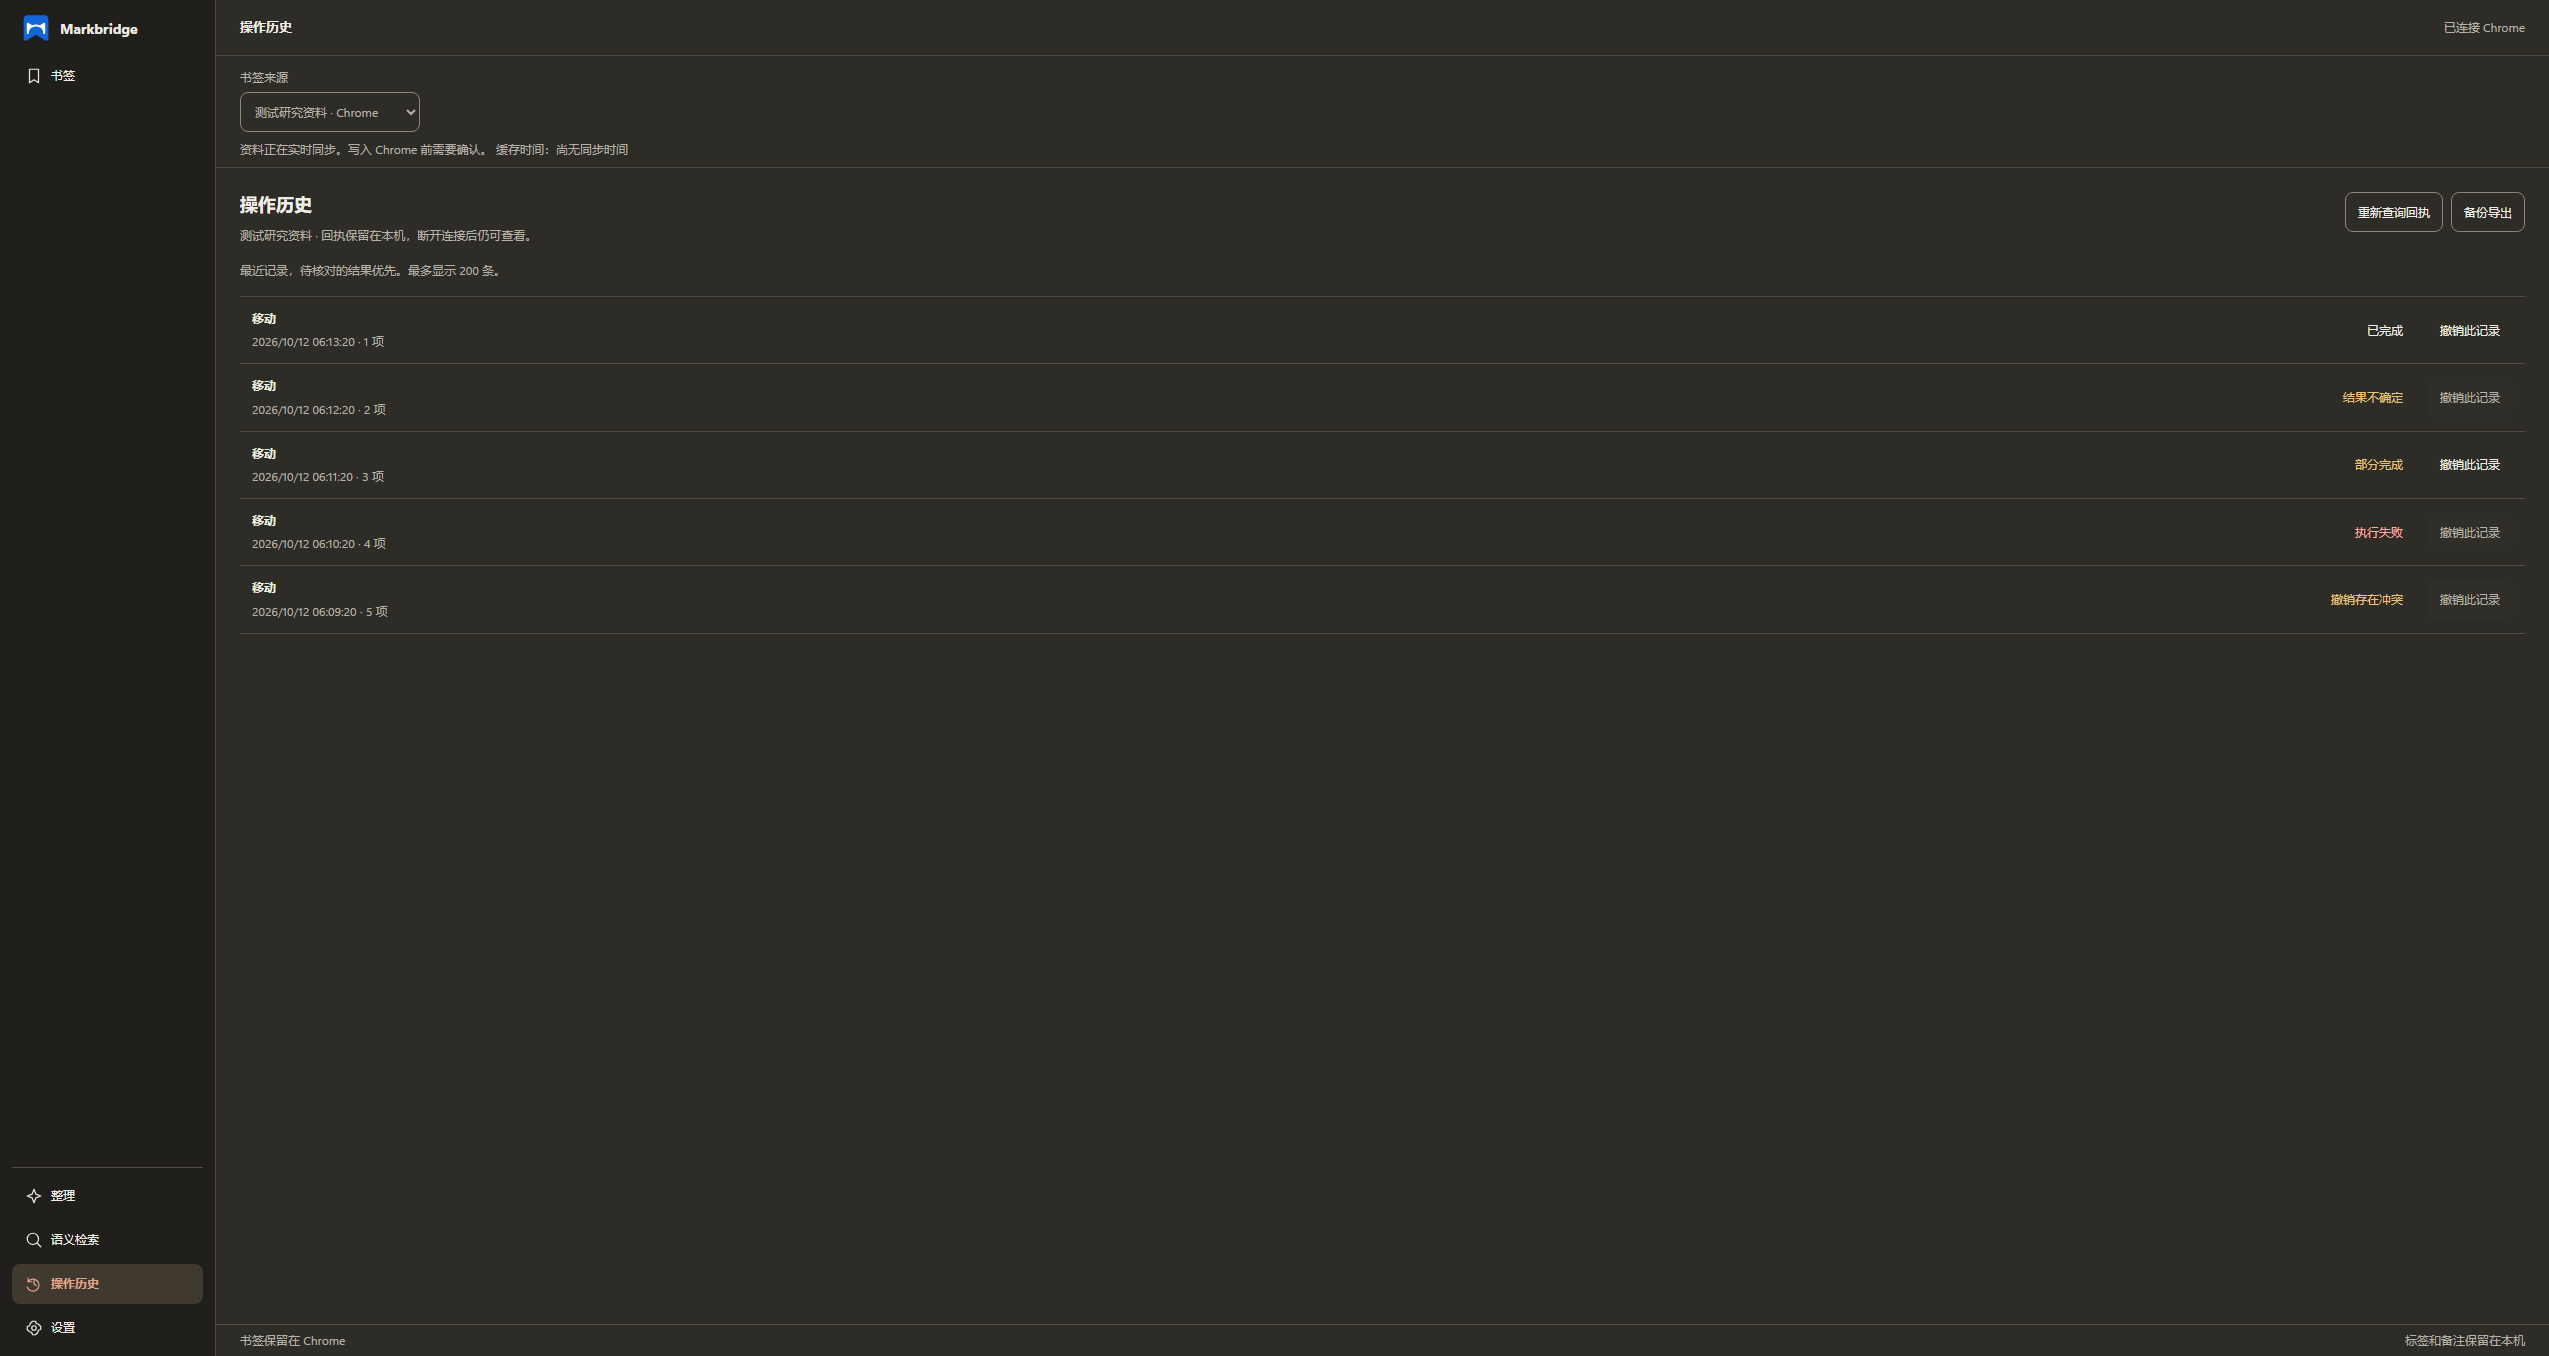 Markbridge
书签
整理
语义检索
操作历史
设置
操作历史
已连接 Chrome
书签来源
测试研究资料 · Chrome
资料正在实时同步。写入 Chrome 前需要确认。 缓存时间：尚无同步时间
操作历史
重新查询回执
备份导出
测试研究资料 · 回执保留在本机，断开连接后仍可查看。
最近记录，待核对的结果优先。最多显示 200 条。
移动
2026/10/12 06:13:20 · 1 项
已完成
撤销此记录
移动
2026/10/12 06:12:20 · 2 项
结果不确定
撤销此记录
移动
2026/10/12 06:11:20 · 3 项
部分完成
撤销此记录
移动
2026/10/12 06:10:20 · 4 项
执行失败
撤销此记录
移动
2026/10/12 06:09:20 · 5 项
撤销存在冲突
撤销此记录
书签保留在 Chrome
标签和备注保留在本机